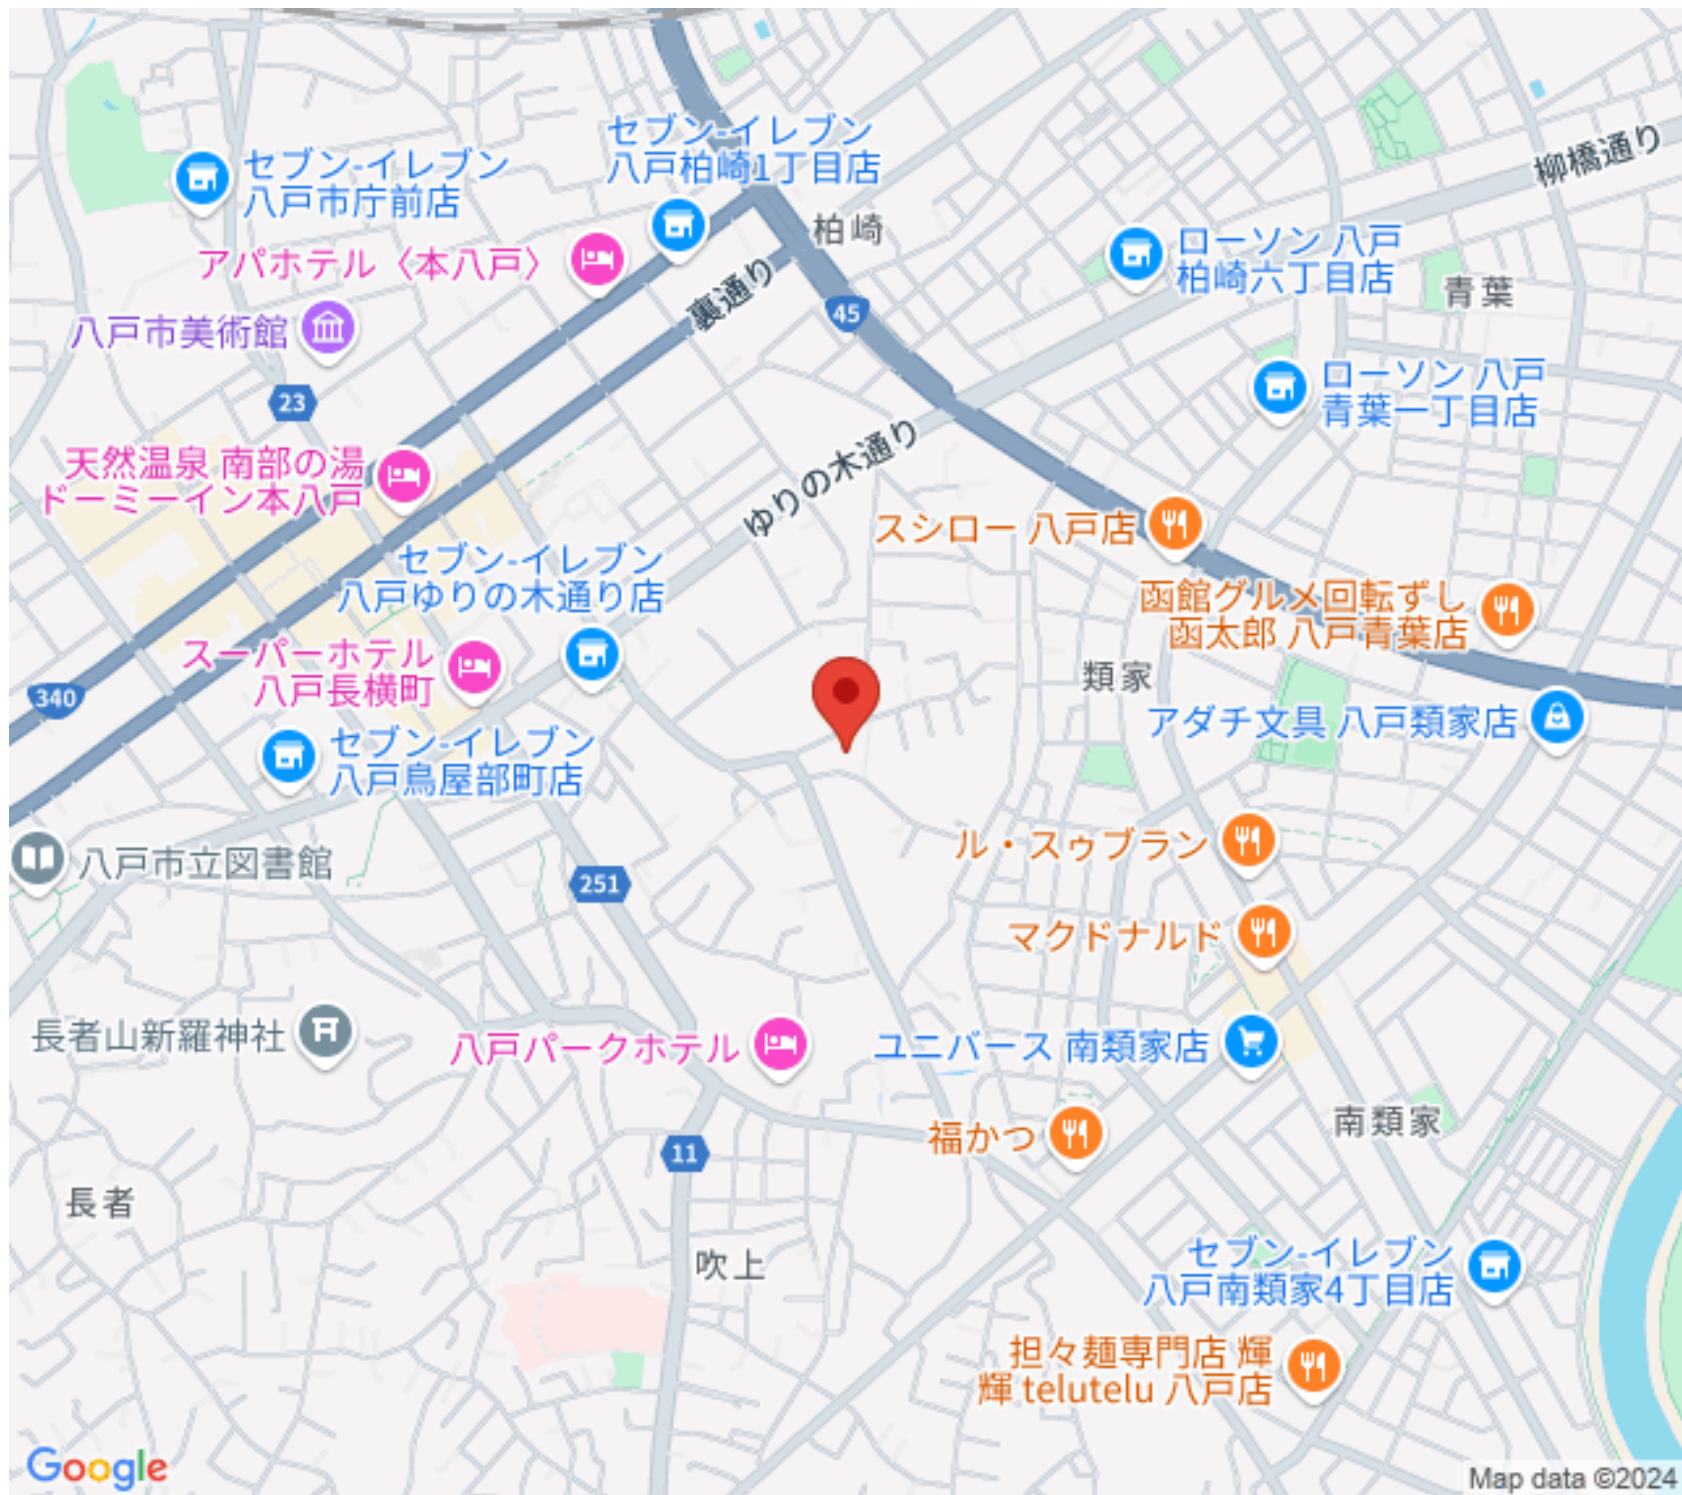 セブン-イレブン
八戸柏崎1丁目店
柳橋通り
セブン-イレブン
八戸市庁前店
柏崎
ローソン 八戸
柏崎六丁目店
アパホテル〈本八戸〉
裏通り
青葉
45
八戸市美術館
ローソン 八戸
青葉一丁目店
23
ゆりの木通り
天然温泉 南部の湯
ドーミーイン本八戸
スシロー 八戸店
セブン-イレブン
八戸ゆりの木通り店
函館グルメ回転ずし
函太郎 八戸青葉店
スーパーホテル
八戸長横町
類家
340
アダチ文具 八戸類家店
セブン-イレブン
八戸鳥屋部町店
ル・スゥブラン
八戸市立図書館
251
マクドナルド
長者山新羅神社
八戸パークホテル
ユニバース 南類家店
南類家
福かつ
11
長者
吹上
セブン-イレブン
八戸南類家4丁目店
担々麺専門店 輝
輝 telutelu 八戸店
Google
Map data ©2024